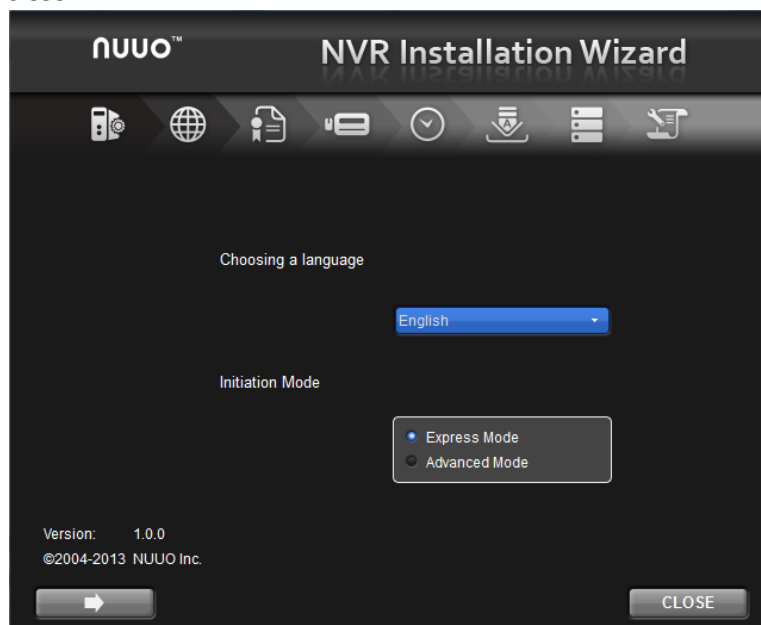 nuuo™
NVR Installation Wizard
Choosing a language
English
Initiation Mode
Express Mode
Advanced Mode
Version: 1.0.0
©2004-2013 NUUO Inc.
CLOSE